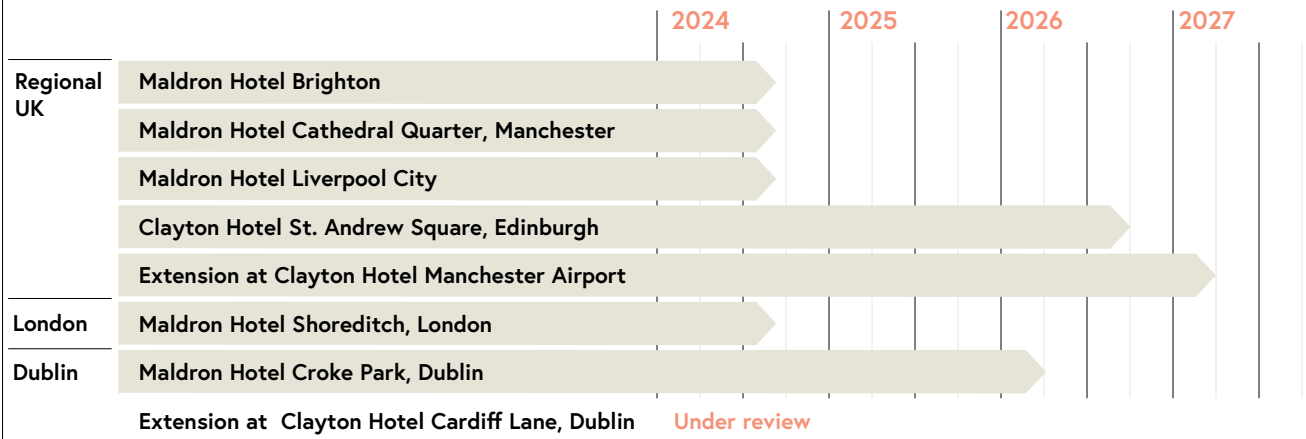 2024 2025 2026 2027
Regional
UK
Maldron Hotel Brighton
Maldron Hotel Cathedral Quarter, Manchester
Maldron Hotel Liverpool City
Clayton Hotel St. Andrew Square, Edinburgh
Extension at Clayton Hotel Manchester Airport
London
Maldron Hotel Shoreditch, London
Dublin
Maldron Hotel Croke Park, Dublin
Extension at Clayton Hotel Cardiff Lane, Dublin Under review